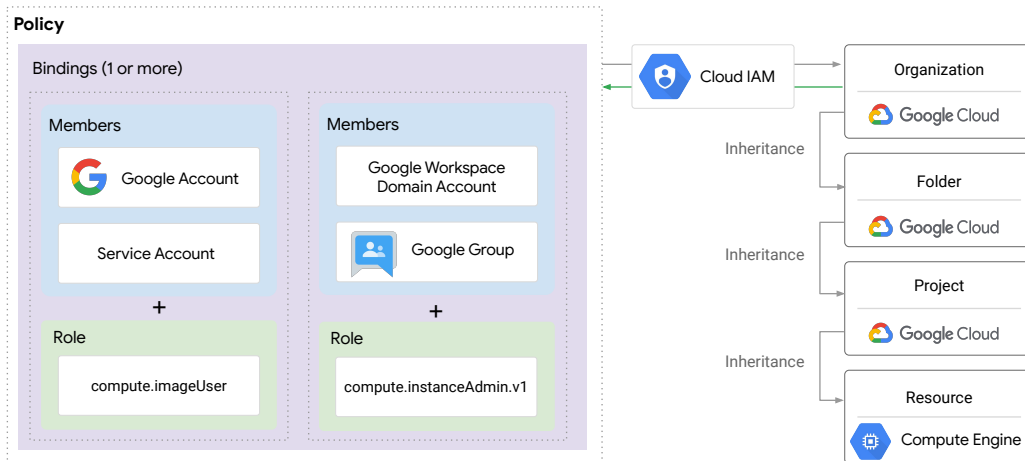 Policy
Bindings (1 or more)
Members
Google Account
Service Account
+
Role
compute.imageUser
Members
Google Workspace
Domain Account
Google Group
+
Role
compute.instanceAdmin.v1
Cloud IAM
Organization
Google Cloud
Inheritance
Folder
Google Cloud
Inheritance
Project
Google Cloud
Inheritance
Resource
Compute Engine